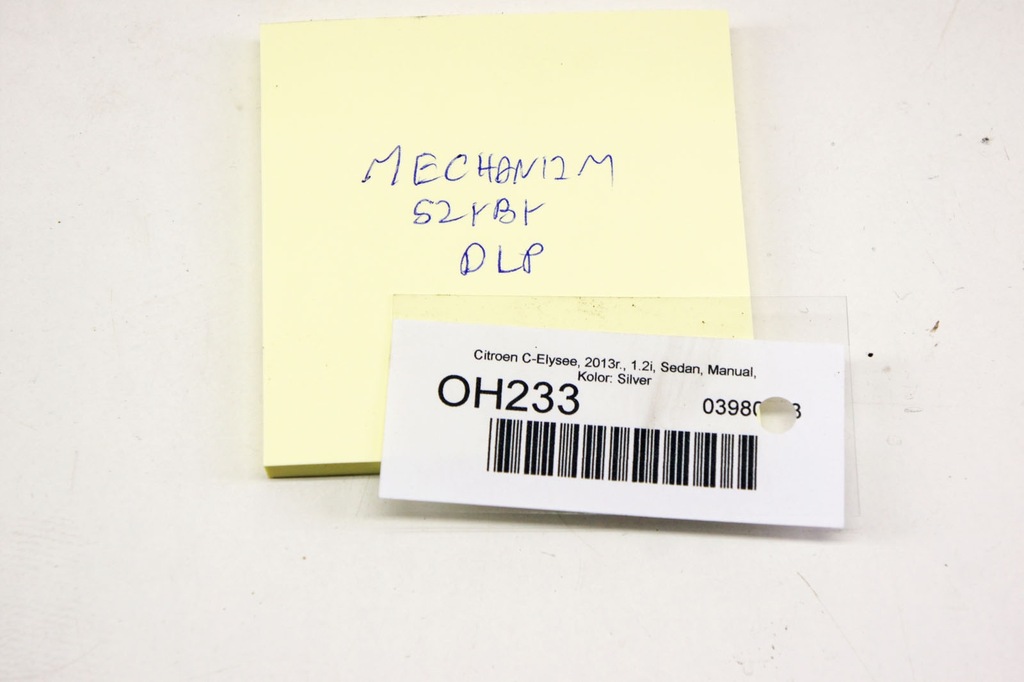 MECHANIZM
SZYBY
DLP
Citroen C-Elysee, 2013r., 1.2i, Sedan, Manual,
Kolor: Silver
OH233